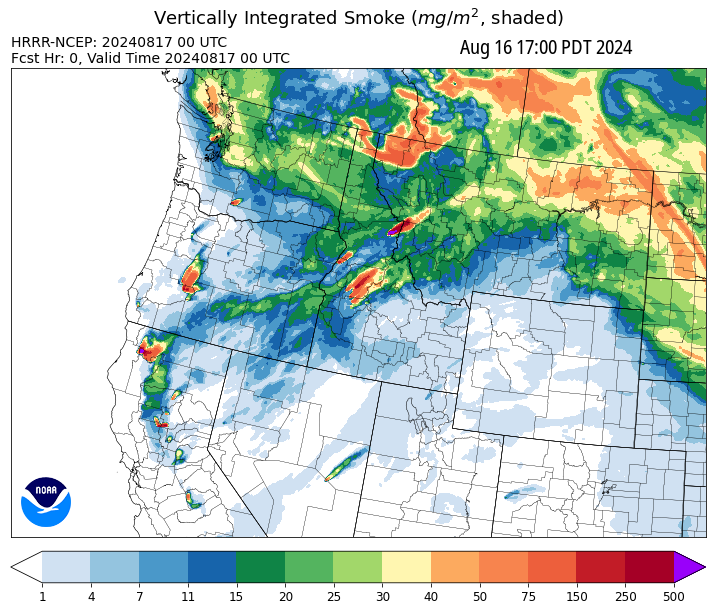 Vertically Integrated Smoke (mg/m², shaded)
HRRR-NCEP: 20240817 00 UTC
Aug 16 17:00 PDT 2024
Fcst Hr: 0, Valid Time 20240817 00 UTC
NOAA
1 4 7 11 15 20 25 30 40 50 75 150 250 500